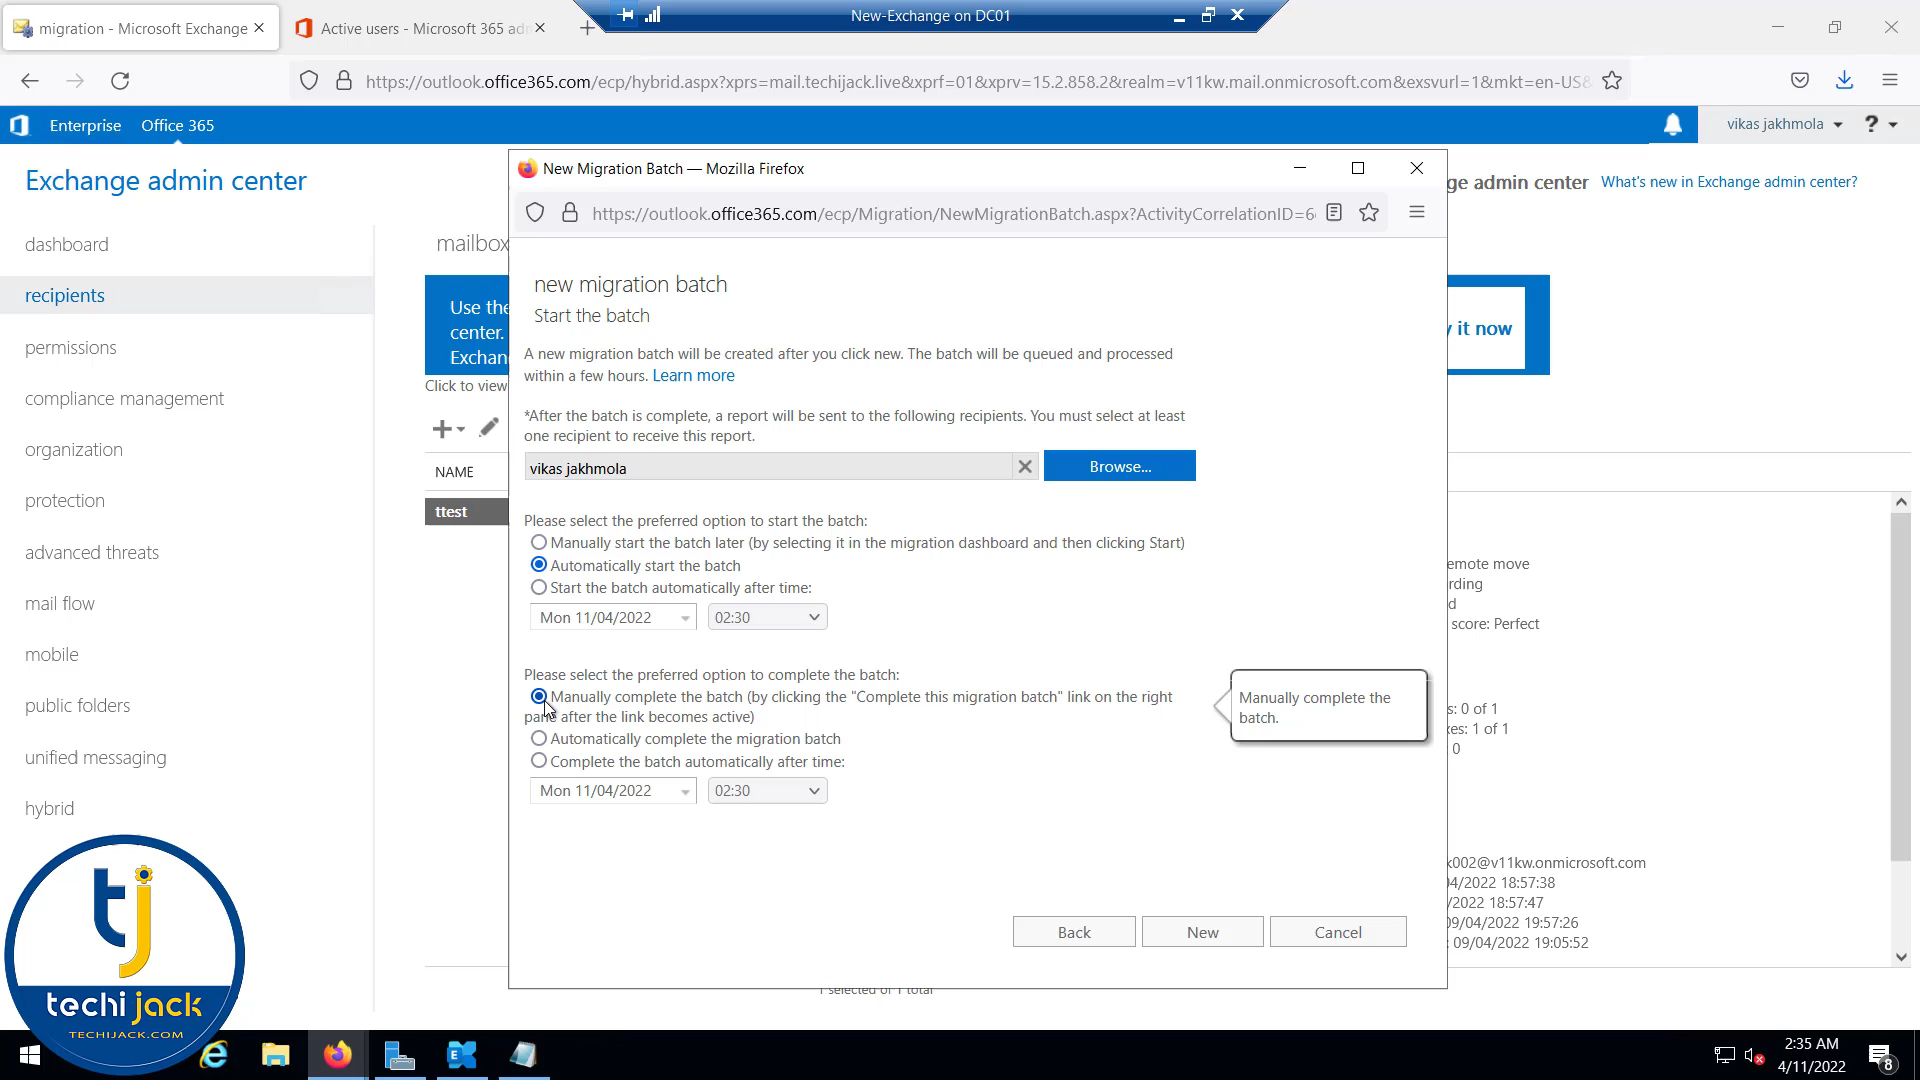 migration - Microsoft Exchange
Active users - Microsoft 365 adm
New-Exchange on DC01
https://outlook.office365.com/ecp/hybrid.aspx?xprs=mail.techijack.live&xprf=01&xprv=15.2.858.2&realm=v11kw.mail.onmicrosoft.com&exsvurl=1&mkt=en-US&
Enterprise Office 365
vikas jakhmola ?
Exchange admin center
ge admin center What's new in Exchange admin center?
dashboard
recipients
permissions
compliance management
organization
protection
advanced threats
mail flow
mobile
public folders
unified messaging
hybrid
mailbox
Use the
center.
Exchan
y it now
Click to view
NAME
ttest
New Migration Batch — Mozilla Firefox
https://outlook.office365.com/ecp/Migration/NewMigrationBatch.aspx?ActivityCorrelationID=6
new migration batch
Start the batch
A new migration batch will be created after you click new. The batch will be queued and processed
within a few hours. Learn more
*After the batch is complete, a report will be sent to the following recipients. You must select at least
one recipient to receive this report.
vikas jakhmola
Browse...
Please select the preferred option to start the batch:
Manually start the batch later (by selecting it in the migration dashboard and then clicking Start)
Automatically start the batch
Start the batch automatically after time:
Mon 11/04/2022 02:30
Please select the preferred option to complete the batch:
Manually complete the batch (by clicking the "Complete this migration batch" link on the right
pane after the link becomes active)
Automatically complete the migration batch
Complete the batch automatically after time:
Mon 11/04/2022 02:30
Manually complete the
batch.
Back
New
Cancel
emote move
rding
d
score: Perfect
s: 0 of 1
es: 1 of 1
: 0
k002@v11kw.onmicrosoft.com
04/2022 18:57:38
/2022 18:57:47
09/04/2022 19:57:26
: 09/04/2022 19:05:52
1 selected of 1 total
tj
techi jack
TECHIJACK.COM
2:35 AM
4/11/2022
8